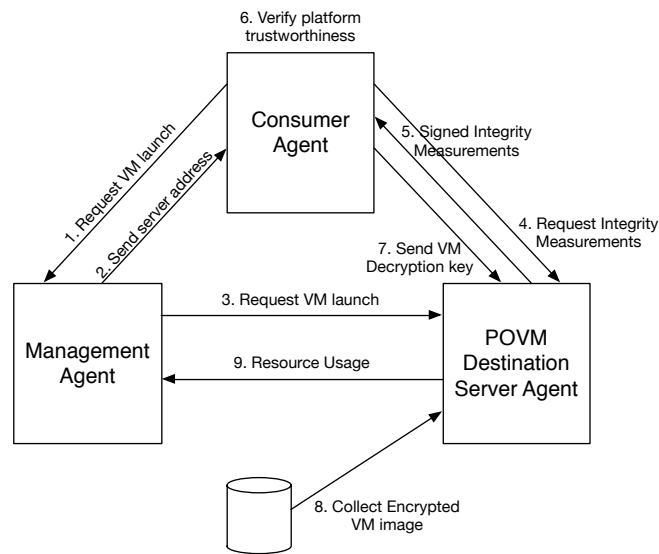 6. Verify platform
trustworthiness
Consumer
Agent
1. Request VM launch
2. Send server address
5. Signed Integrity
Measurements
4. Request Integrity
Measurements
7. Send VM
Decryption key
3. Request VM launch
Management
Agent
POVM
Destination
Server Agent
9. Resource Usage
8. Collect Encrypted
VM image